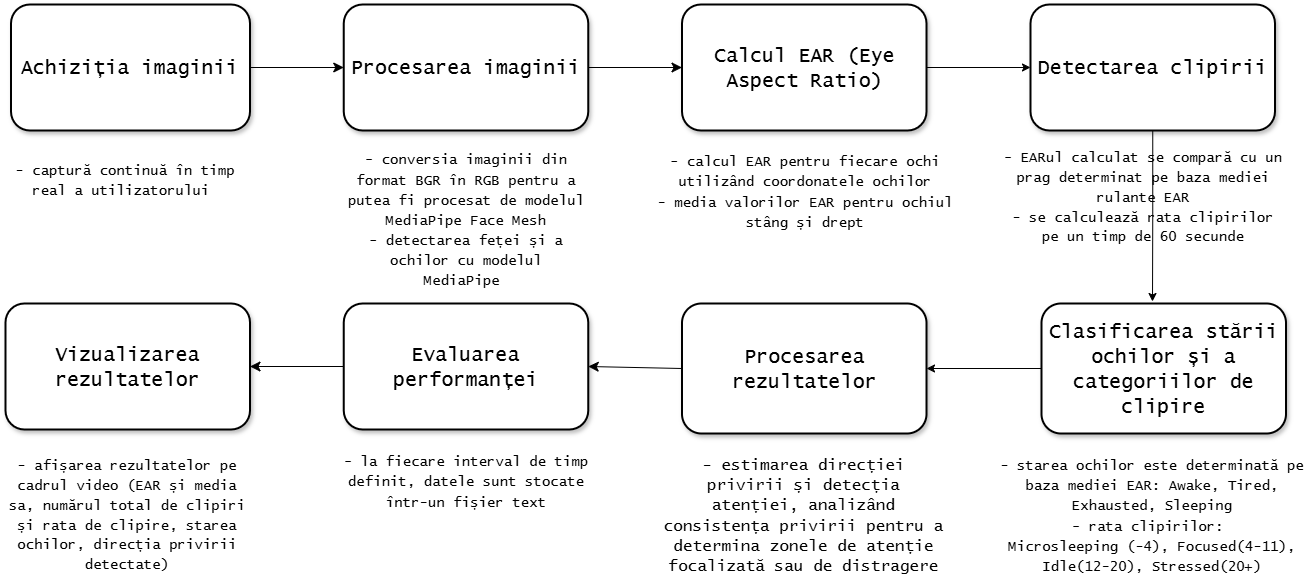 Achiziția imaginii
Procesarea imaginii
Calcul EAR (Eye
Aspect Ratio)
Detectarea clipirii
- captură continuă în timp
real a utilizatorului
- conversia imaginii din
format BGR în RGB pentru a
putea fi procesat de modelul
MediaPipe Face Mesh
- detectarea feței și a
ochilor cu modelul
MediaPipe
- calcul EAR pentru fiecare ochi
utilizând coordonatele ochilor
- media valorilor EAR pentru ochiul
stâng și drept
- EARul calculat se compară cu un
prag determinat pe baza mediei
rulante EAR
- se calculează rata clipirilor
pe un timp de 60 secunde
Vizualizarea
rezultatelor
Evaluarea
performanței
Procesarea
rezultatelor
Clasificarea stării
ochilor și a
categoriilor de
clipire
- afișarea rezultatelor pe
cadrul video (EAR și media
sa, numărul total de clipiri
și rata de clipire, starea
ochilor, direcția privirii
detectate)
- la fiecare interval de timp
definit, datele sunt stocate
într-un fișier text
- estimarea direcției
privirii și detecția
atenției, analizând
consistența privirii pentru a
determina zonele de atenție
focalizată sau de distragere
- starea ochilor este determinată pe
baza mediei EAR: Awake, Tired,
Exhausted, Sleeping
- rata clipirilor:
Microsleeping (-4), Focused(4-11),
Idle(12-20), Stressed(20+)